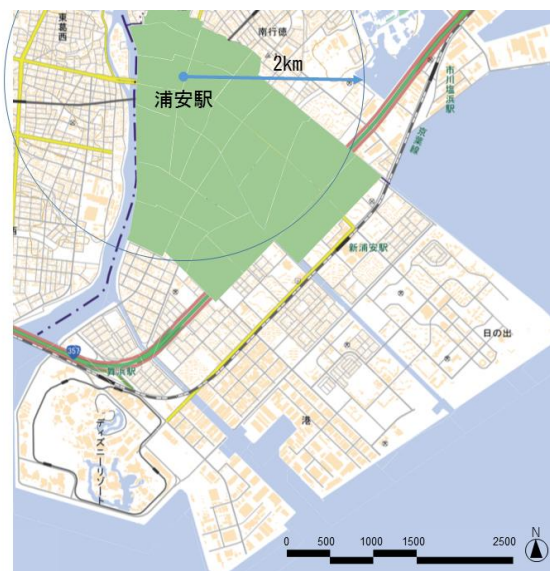 東葛西
南行徳
2km
浦安駅
市川塩浜駅
京葉線
新浦安駅
日の出
357
舞浜駅
港
ディズニーリゾート
N
0 500 1000 1500 2500